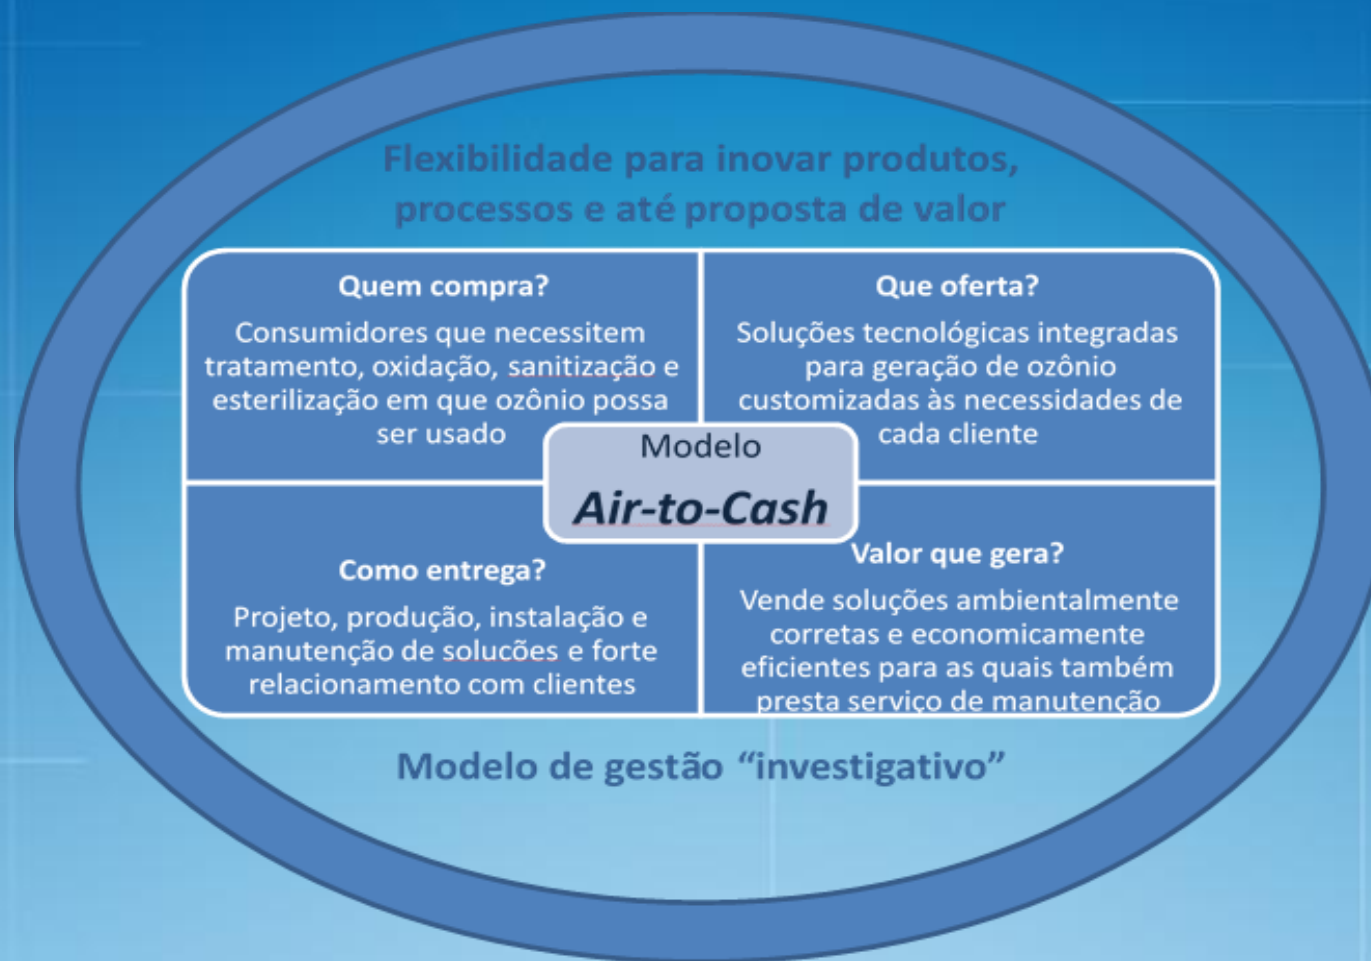 Flexibilidade para inovar produtos,
processos e até proposta de valor
Quem compra?
Consumidores que necessitem
tratamento, oxidação, sanitização e
esterilização em que ozônio possa
ser usado
Que oferta?
Soluções tecnológicas integradas
para geração de ozônio
customizadas às necessidades de
cada cliente
Modelo
Air-to-Cash
Como entrega?
Projeto, produção, instalação e
manutenção de solucões e forte
relacionamento com clientes
Valor que gera?
Vende soluções ambientalmente
corretas e economicamente
eficientes para as quais também
presta serviço de manutenção
Modelo de gestão “investigativo”